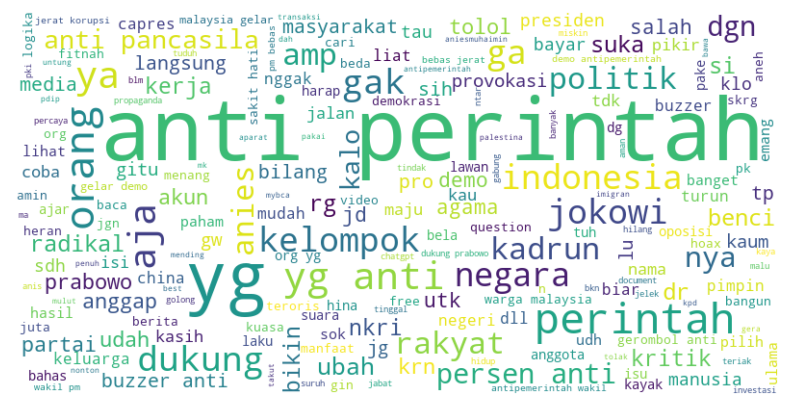 jerat korupsi malaysia gelar capres masyarakat tau tolol presiden dgn
logika anti pancasila amp ga bayar suka salah pikir
pki fitnah langsung liat cari pm bebas bebas jerat aniesmuhaimin miskin demo antipemerintah pake aneh
media ya kerja sakit hati beda nggak gak sih provokasi politik si klo
untung pdip blm harap antipemerintah tdk buzzer skrg
org propaganda orang jalan demokrasi dg emang
percaya anti perintah
lihat aparat pakai ntar banyak palestina aman
coba gitu menang mk bilang kalo tindak lawan gabung pk
amin gelar demo akun rg video pro demo indonesia banget turun tp
ma ajar baca aja mudah jd maju agama kau jokowi benci
heran jgn paham anies kelompok bela question imigran hilang oposisi
radikal gw mybca org yg kadrun tuh lu hoax kaum nya
sdh isi mending yg yg anti chatgpt dukung prabowo negara nama kaya
prabowo china penuh best teroris hina free utk bkn document biar dr malu
anis anggap golong tinggal n warga malaysia jelek kpd pimpin bangun
hasil juta berita kuasa suara nkri negeri dll perintah gera
mulut partai udah kasih laku sok manfaat rakyat udh gerombol anti pilih
keluarga dukung bikin ubah jg krn hidup anggota tolak kritik teriak ulama
bahas buzzer anti takut suruh gin jabat persen anti isu manusia
wakil pm nonton antipemerintah wakil kayak investasi